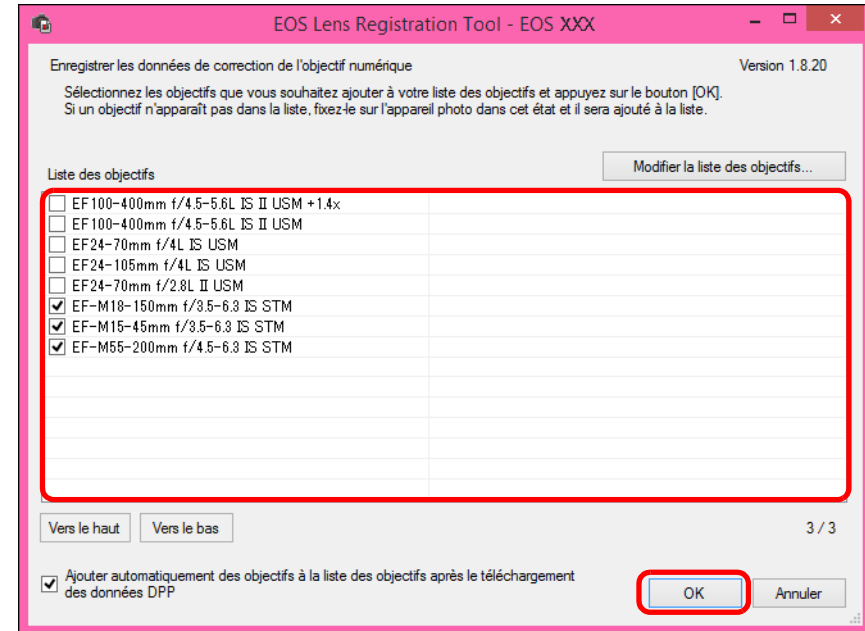 EOS Lens Registration Tool - EOS XXX
Enregistrer les données de correction de l'objectif numérique
Version 1.8.20
Sélectionnez les objectifs que vous souhaitez ajouter à votre liste des objectifs et appuyez sur le bouton [OK].
Si un objectif n'apparaît pas dans la liste, fixez-le sur l'appareil photo dans cet état et il sera ajouté à la liste.
Modifier la liste des objectifs...
Liste des objectifs
EF100-400mm f/4.5-5.6L IS II USM +1.4x
EF100-400mm f/4.5-5.6L IS II USM
EF24-70mm f/4L IS USM
EF24-105mm f/4L IS USM
EF24-70mm f/2.8L II USM
EF-M18-150mm f/3.5-6.3 IS STM
EF-M15-45mm f/3.5-6.3 IS STM
EF-M55-200mm f/4.5-6.3 IS STM
Vers le haut
Vers le bas
3 / 3
Ajouter automatiquement des objectifs à la liste des objectifs après le téléchargement
des données DPP
OK
Annuler